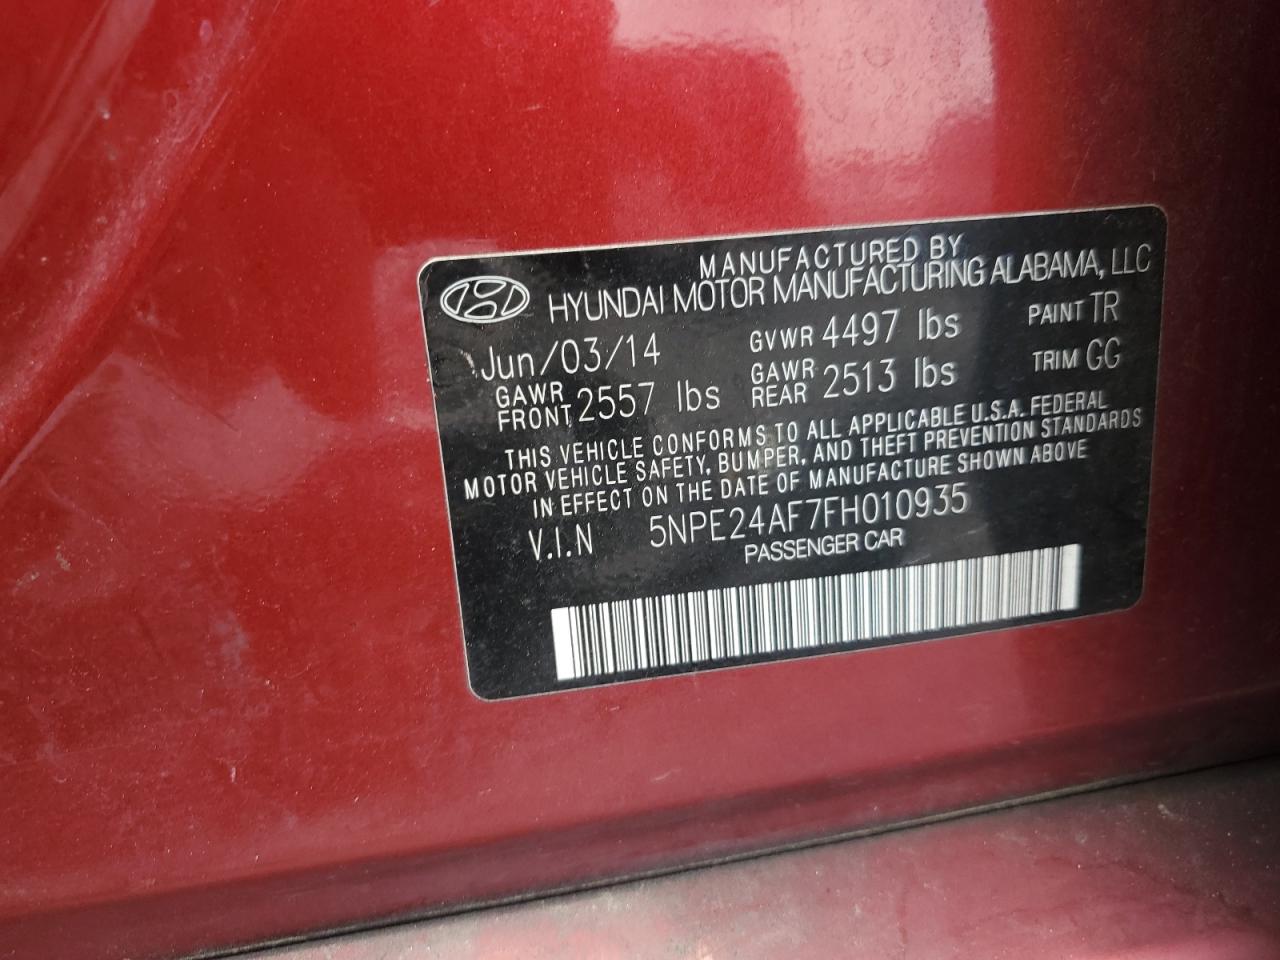 MANUFACTURED BY
HYUNDAI MOTOR MANUFACTURING ALABAMA, LLC
Jun/03/14 GVWR 4497 lbs PAINT TR
GAWR FRONT 2557 lbs GAWR REAR 2513 lbs TRIM GG
THIS VEHICLE CONFORMS TO ALL APPLICABLE U.S.A. FEDERAL
MOTOR VEHICLE SAFETY, BUMPER, AND THEFT PREVENTION STANDARDS
IN EFFECT ON THE DATE OF MANUFACTURE SHOWN ABOVE
V.I.N 5NPE24AF7FH010935
PASSENGER CAR